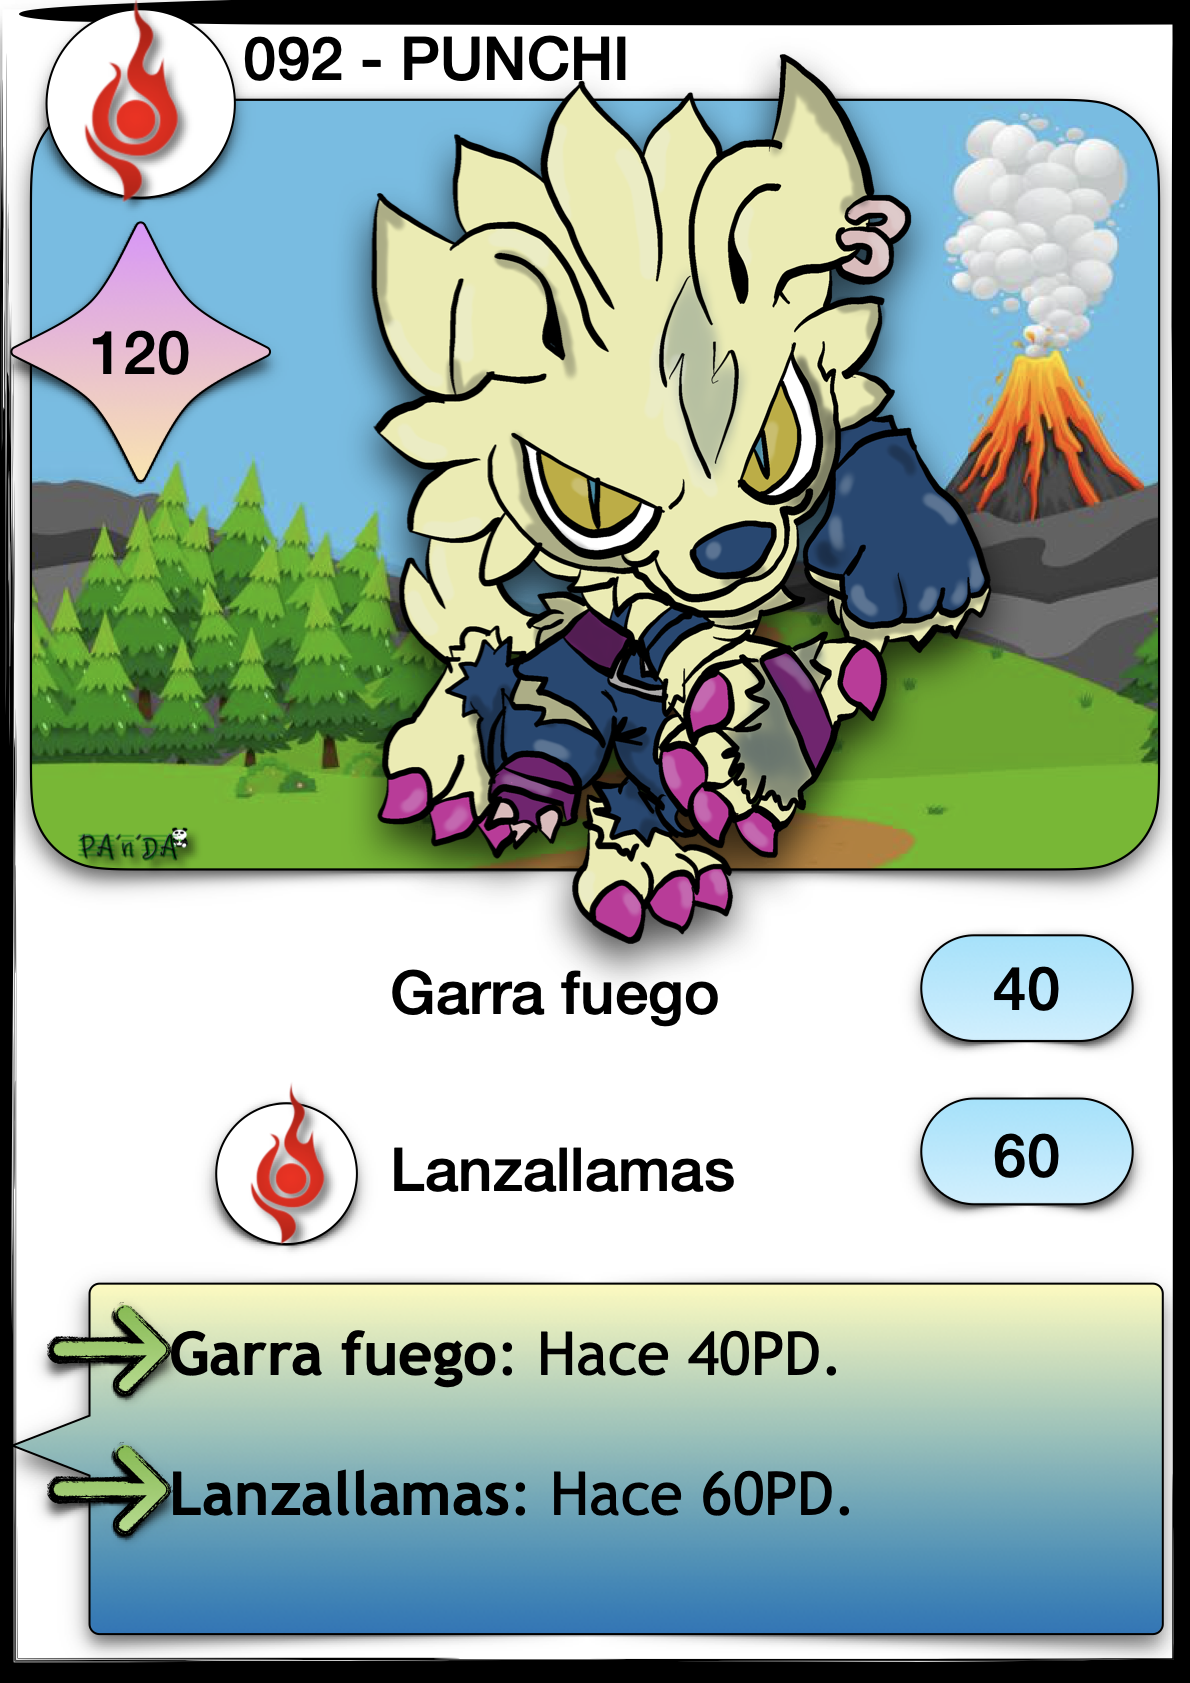 092 - PUNCHI
120
PA'n'DA
Garra fuego
40
Lanzallamas
60
Garra fuego: Hace 40PD.
Lanzallamas: Hace 60PD.